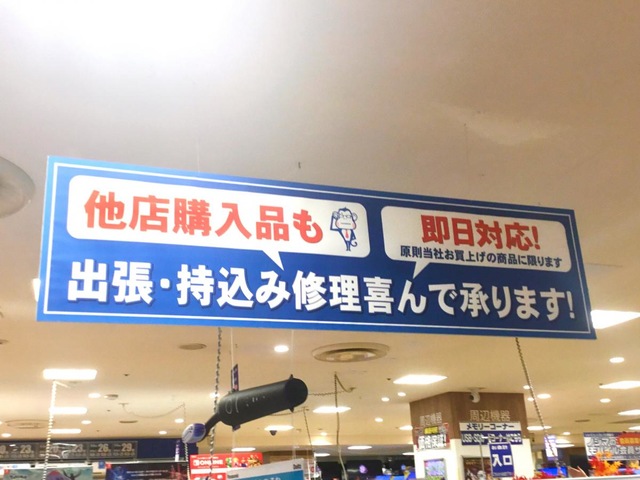 他店購入品も
即日対応!
原則当社お買上げの商品に限ります
出張・持込み修理喜んで承ります!
周辺機器
メモリーコーナー
入口
ONLINE